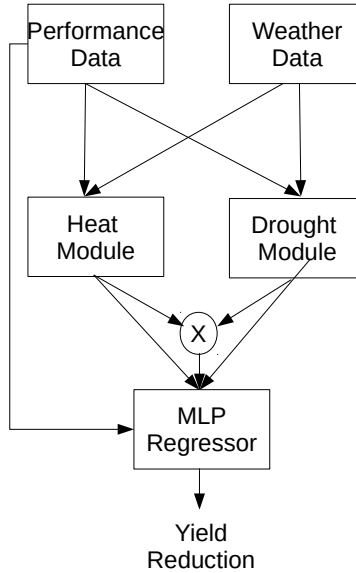 Performance
Data
Weather
Data
Heat
Module
Drought
Module
X
MLP
Regressor
Yield
Reduction